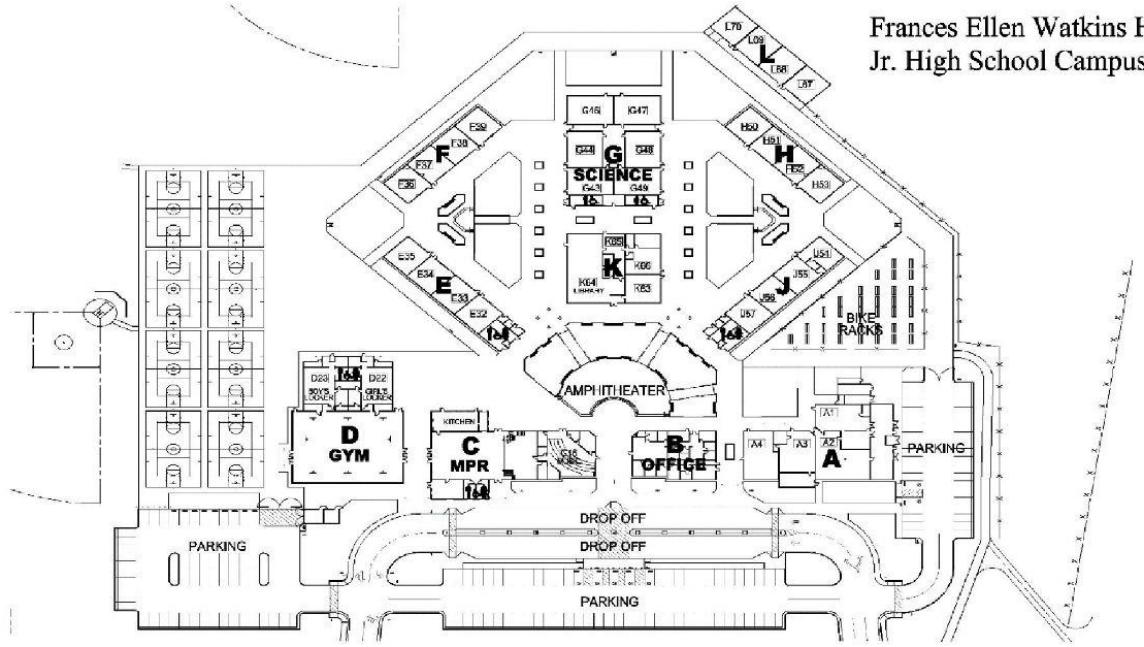 Frances Ellen Watkins H
Jr. High School Campus
L70
L69
L
L68
L67
G46
G47
F39
F38
F
F37
F36
H50
H51
H
H52
H53
G44
G
G48
SCIENCE
G43
G49
K65
K
K66
K64
LIBRARY
K63
E35
E34
E
E33
E32
J54
J55
J
J56
J57
BIKE
RACKS
AMPHITHEATER
D23
BOY'S
LOCKER
D22
GIRL'S
LOCKER
D
GYM
KITCHEN
C
MPR
B
OFFICE
A1
A4
A3
A2
A
PARKING
DROP OFF
DROP OFF
PARKING
PARKING